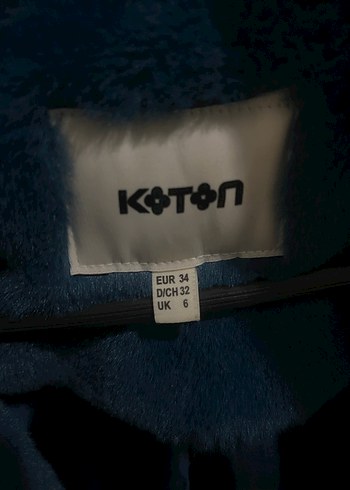 KOTON
EUR 34
D/CH 32
UK 6